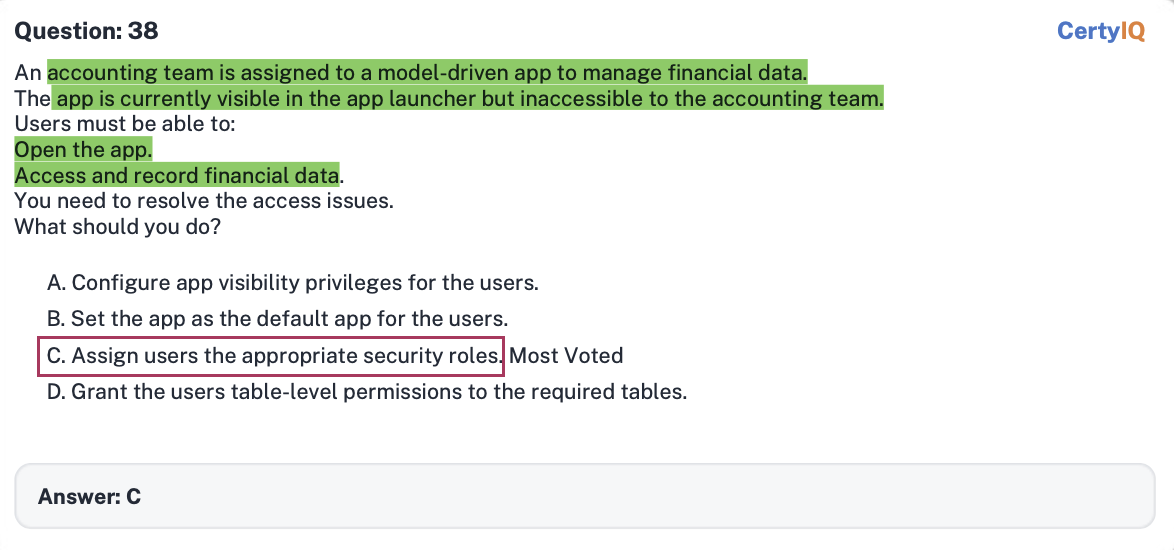 Question: 38
CertyIQ
An accounting team is assigned to a model-driven app to manage financial data.
The app is currently visible in the app launcher but inaccessible to the accounting team.
Users must be able to:
Open the app.
Access and record financial data.
You need to resolve the access issues.
What should you do?
A. Configure app visibility privileges for the users.
B. Set the app as the default app for the users.
C. Assign users the appropriate security roles. Most Voted
D. Grant the users table-level permissions to the required tables.
Answer: C